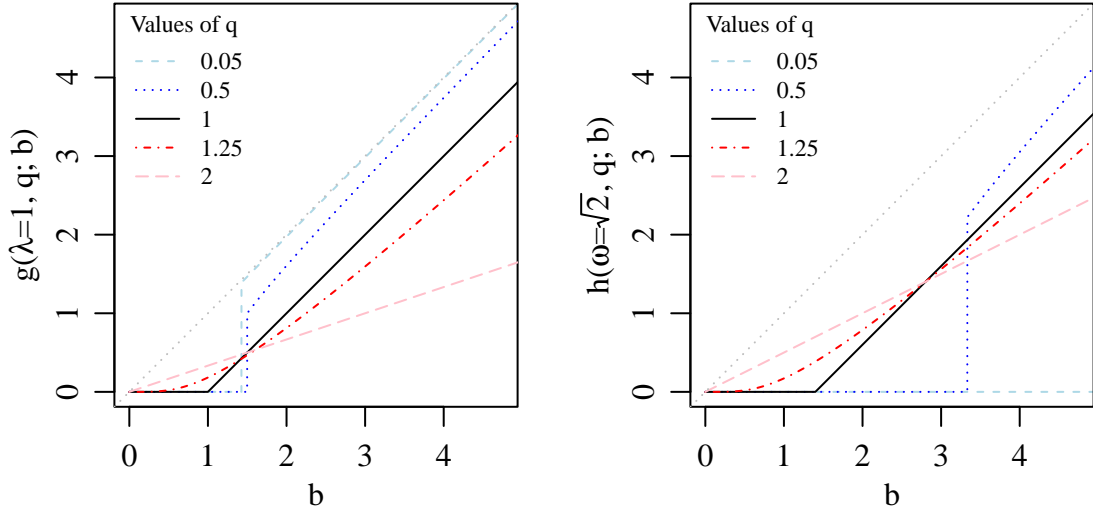 Values of q
0.05
0.5
1
1.25
2
g(λ=1, q; b)
0 1 2 3 4
0 1 2 3 4
b
Values of q
0.05
0.5
1
1.25
2
h(ω=√2, q; b)
0 1 2 3 4
0 1 2 3 4
b